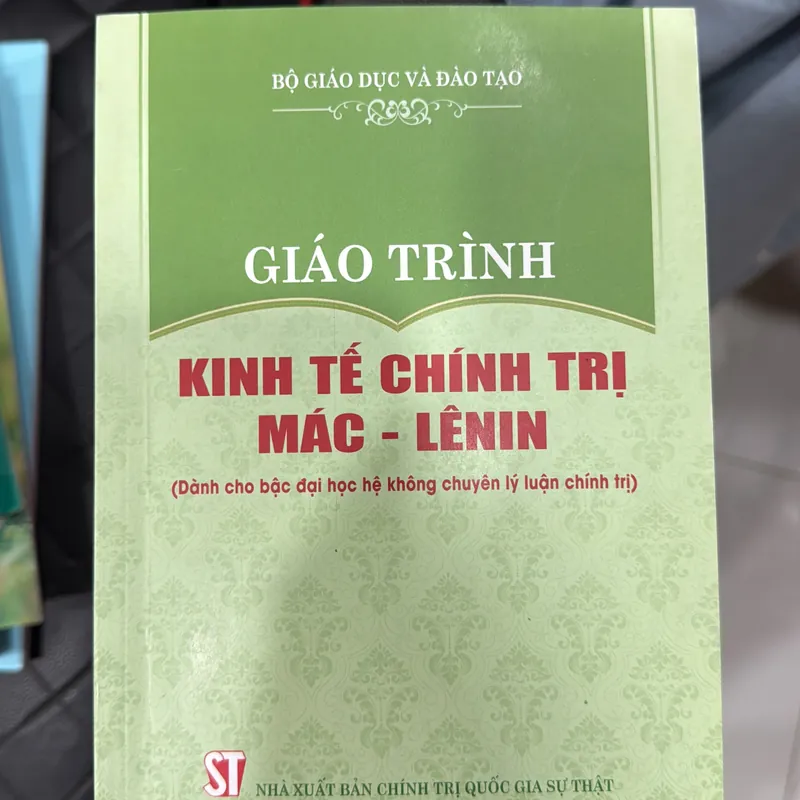 BỘ GIÁO DỤC VÀ ĐÀO TẠO
GIÁO TRÌNH
KINH TẾ CHÍNH TRỊ
MÁC - LÊNIN
(Dành cho bậc đại học hệ không chuyên lý luận chính trị)
ST NHÀ XUẤT BẢN CHÍNH TRỊ QUỐC GIA SỰ THẬT